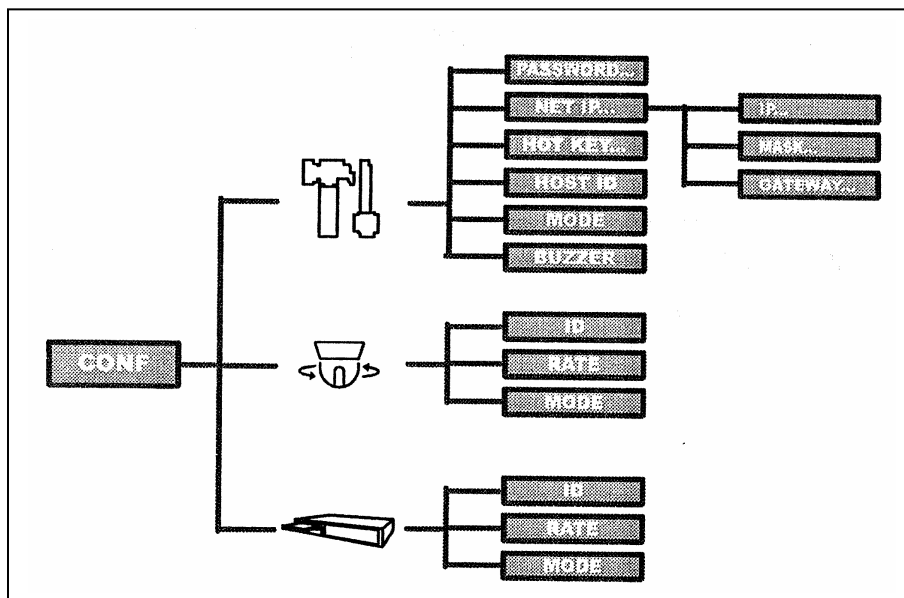 PASSWORD...
NET IP...
IP...
HOT KEY...
MASK...
HOST ID
GATEWAY...
MODE
BUZZER
ID
CONF
RATE
MODE
ID
RATE
MODE